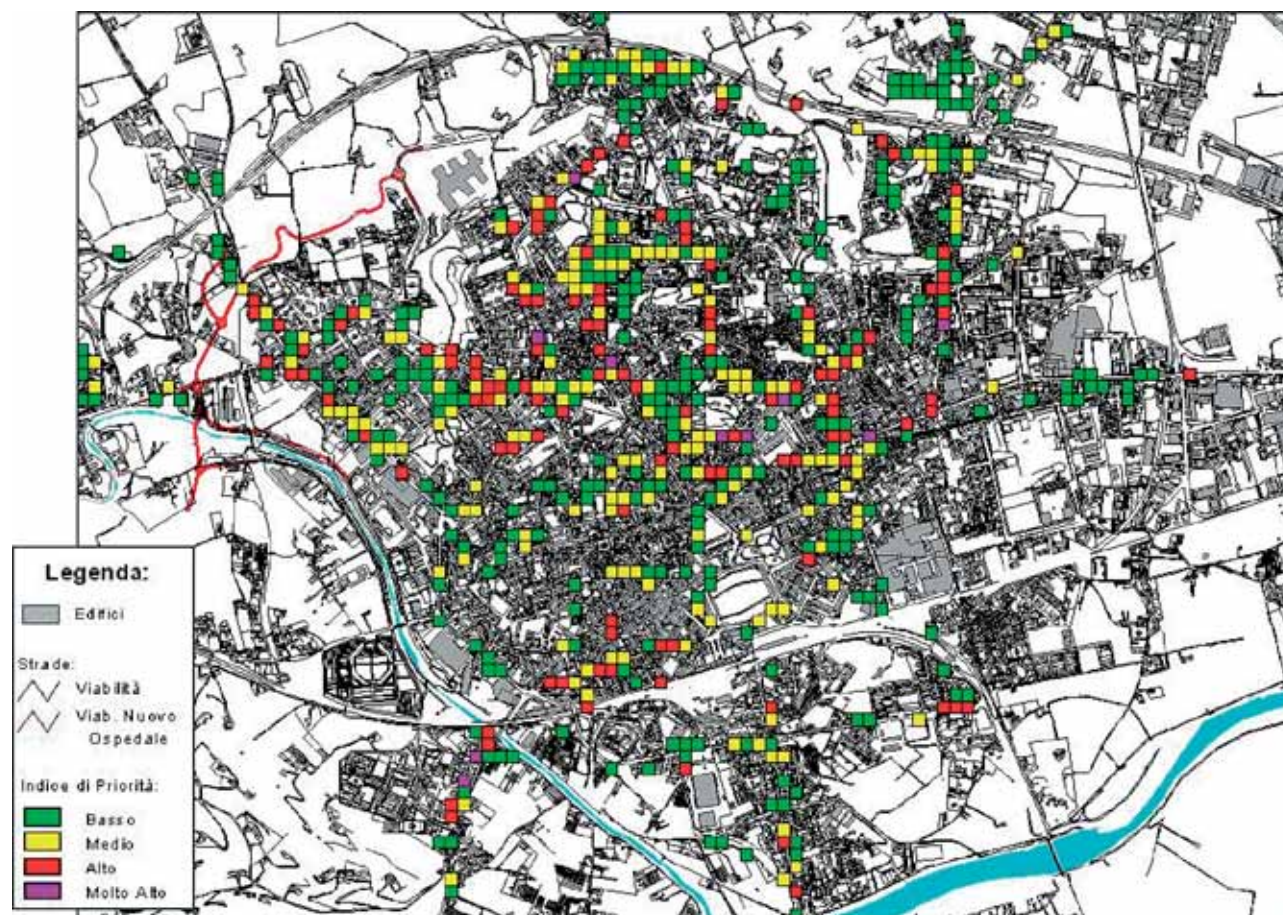 Legenda:
Edifici
Strade:
Viabilità
Viab. Nuovo
Ospedale
Indice di Priorità:
Basso
Medio
Alto
Molto Alto